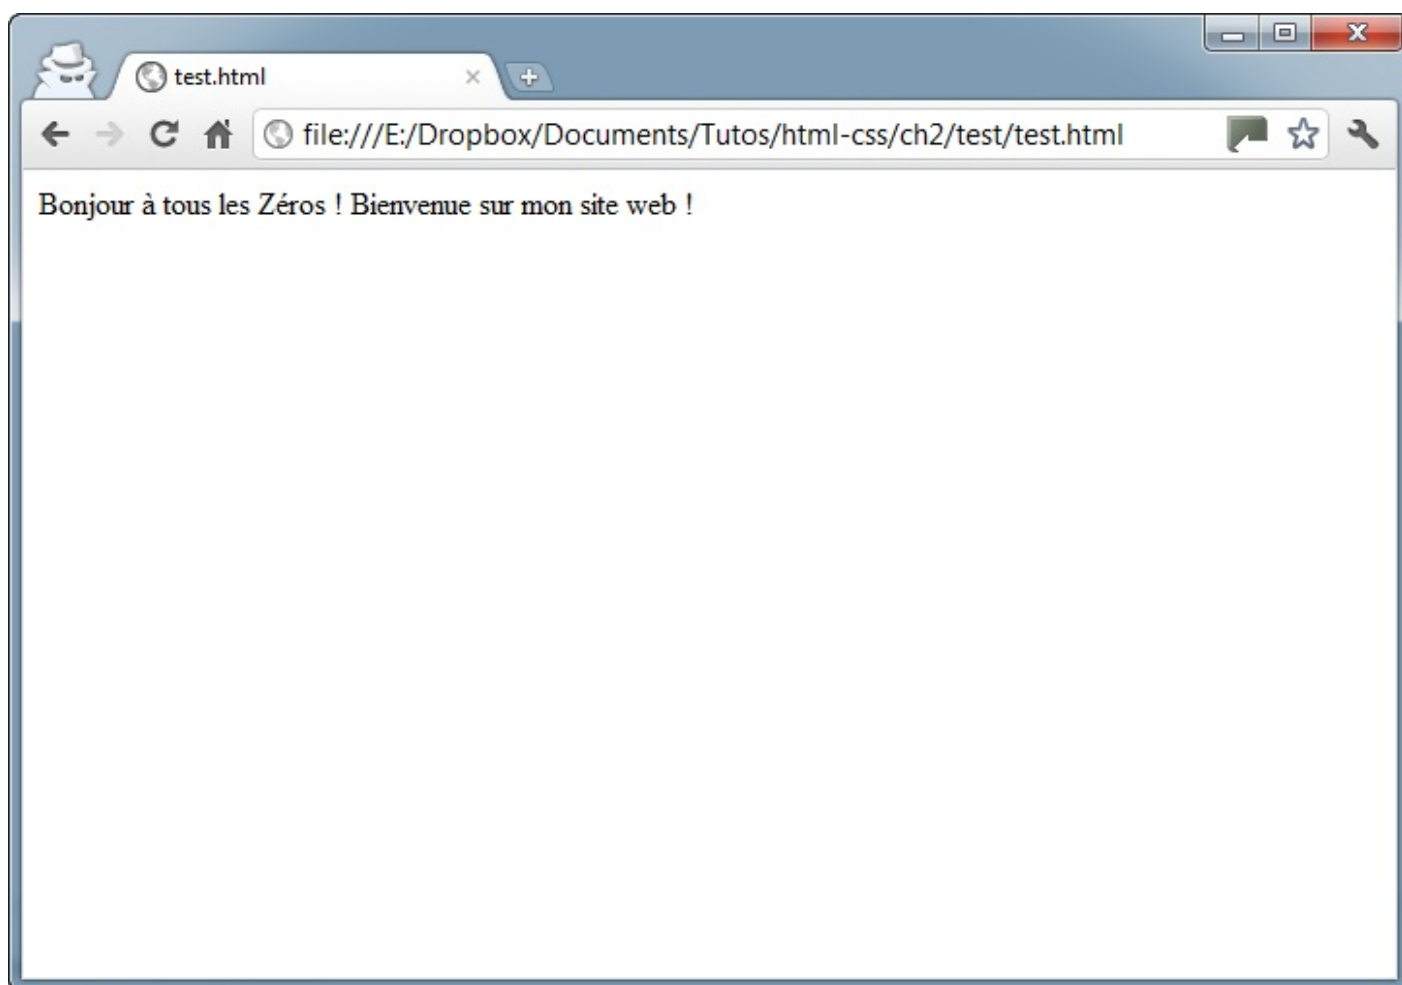 test.html
file:///E:/Dropbox/Documents/Tutos/html-css/ch2/test/test.html
Bonjour à tous les Zéros ! Bienvenue sur mon site web !